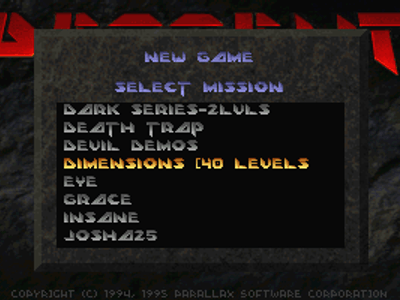 DESCENT
NEW GAME
SELECT MISSION
DARK SERIES-2LVLS
DEATH TRAP
DEVIL DEMOS
DIMENSIONS [40 LEVELS
EYE
GRACE
INSANE
JOSHA25
COPYRIGHT (C) 1994, 1995 PARALLAX SOFTWARE CORPORATION